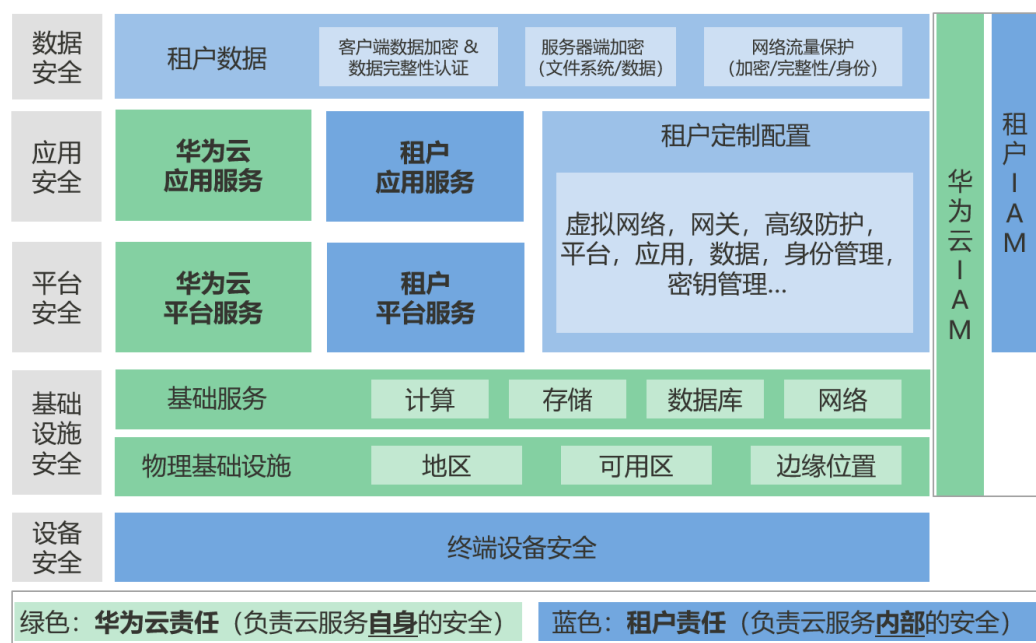 数据
安全
租户数据
客户端数据加密 &
数据完整性认证
服务器端加密
（文件系统/数据）
网络流量保护
（加密/完整性/身份）
应用
安全
华为云
应用服务
租户
应用服务
租户定制配置
虚拟网络，网关，高级防护，
平台，应用，数据，身份管理，
密钥管理...
平台
安全
华为云
平台服务
租户
平台服务
基础
设施
安全
基础服务
计算
存储
数据库
网络
物理基础设施
地区
可用区
边缘位置
设备
安全
终端设备安全
华为云IAM
租户IAM
绿色：华为云责任（负责云服务自身的安全）
蓝色：租户责任（负责云服务内部的安全）